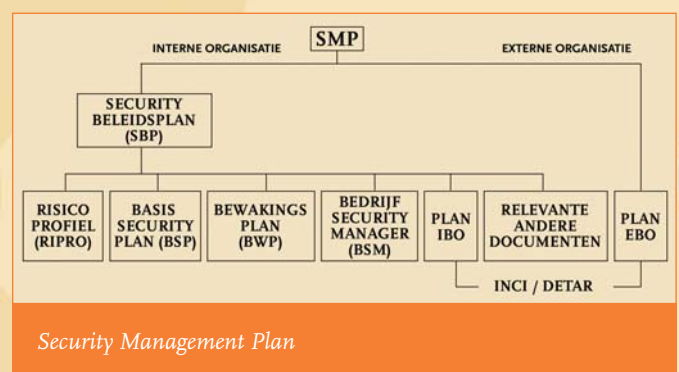 SMP
INTERNE ORGANISATIE
EXTERNE ORGANISATIE
SECURITY
BELEIDSPLAN
(SBP)
RISICO
PROFIEL
(RIPRO)
BASIS
SECURITY
PLAN (BSP)
BEWAKINGS
PLAN
(BWP)
BEDRIJF
SECURITY
MANAGER
(BSM)
PLAN
IBO
RELEVANTE
ANDERE
DOCUMENTEN
PLAN
EBO
INCI / DETAR
Security Management Plan